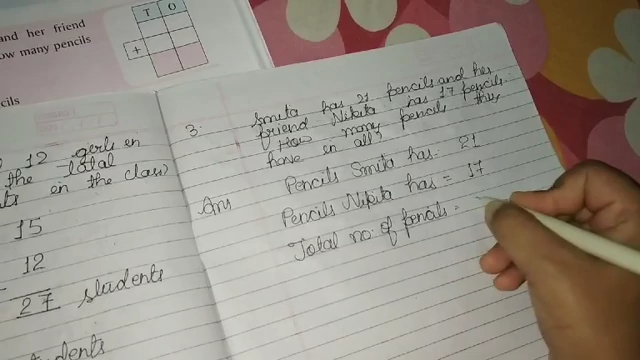 and her friend
ow many pencils
cils
T O
+
12 girls in
the total
in the class
15
12
27 students
3. Smita has 21 pencils and her
friend Nikita has 17 pencils.
How many pencils they
have in all?
Ans Pencils Smita has = 21
Pencils Nikita has = 17
Total no. of pencils =